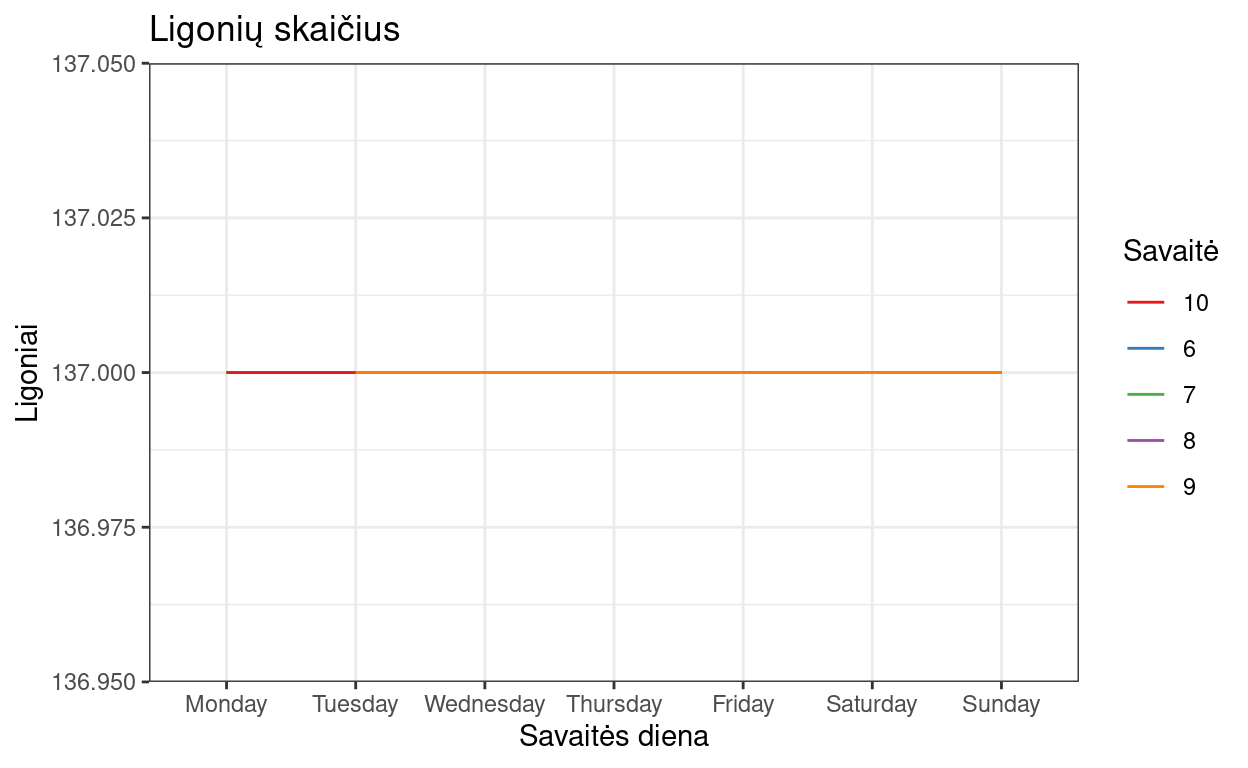 Ligonių skaičius
137.050
137.025
137.000
136.975
136.950
Ligoniai
Monday Tuesday Wednesday Thursday Friday Saturday Sunday
Savaitės diena
Savaitė
10
6
7
8
9